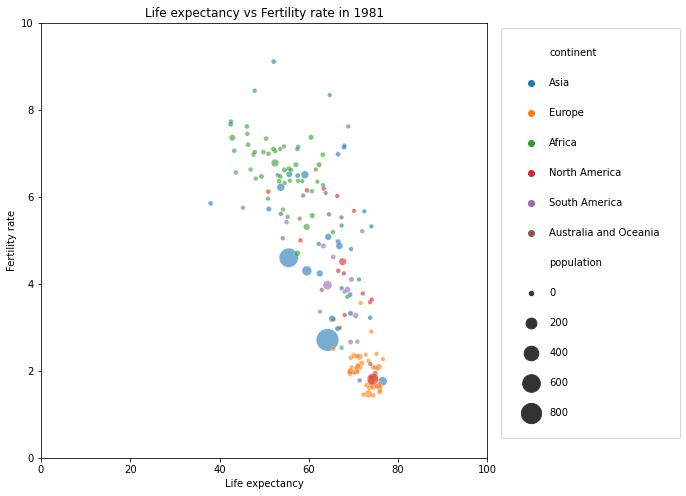 Life expectancy vs Fertility rate in 1981
10
8
6
4
2
0
Fertility rate
0 20 40 60 80 100
Life expectancy
continent
Asia
Europe
Africa
North America
South America
Australia and Oceania
population
0
200
400
600
800